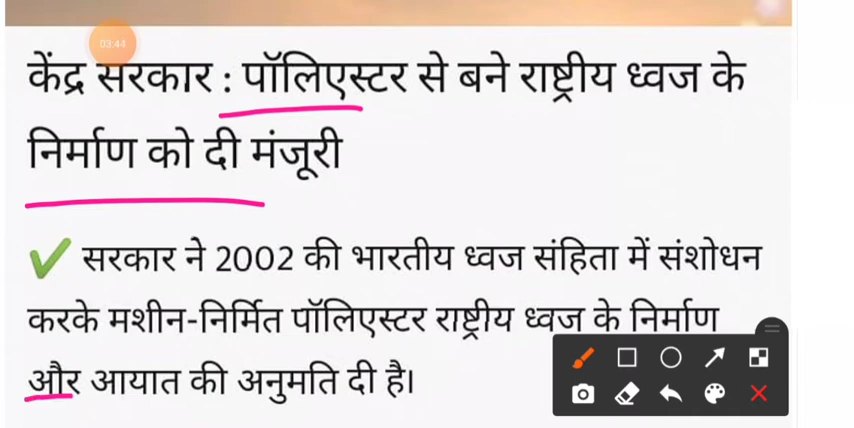 03:44
केंद्र सरकार : पॉलिएस्टर से बने राष्ट्रीय ध्वज के
निर्माण को दी मंजूरी
✔ सरकार ने 2002 की भारतीय ध्वज संहिता में संशोधन
करके मशीन-निर्मित पॉलिएस्टर राष्ट्रीय ध्वज के निर्माण
और आयात की अनुमति दी है।